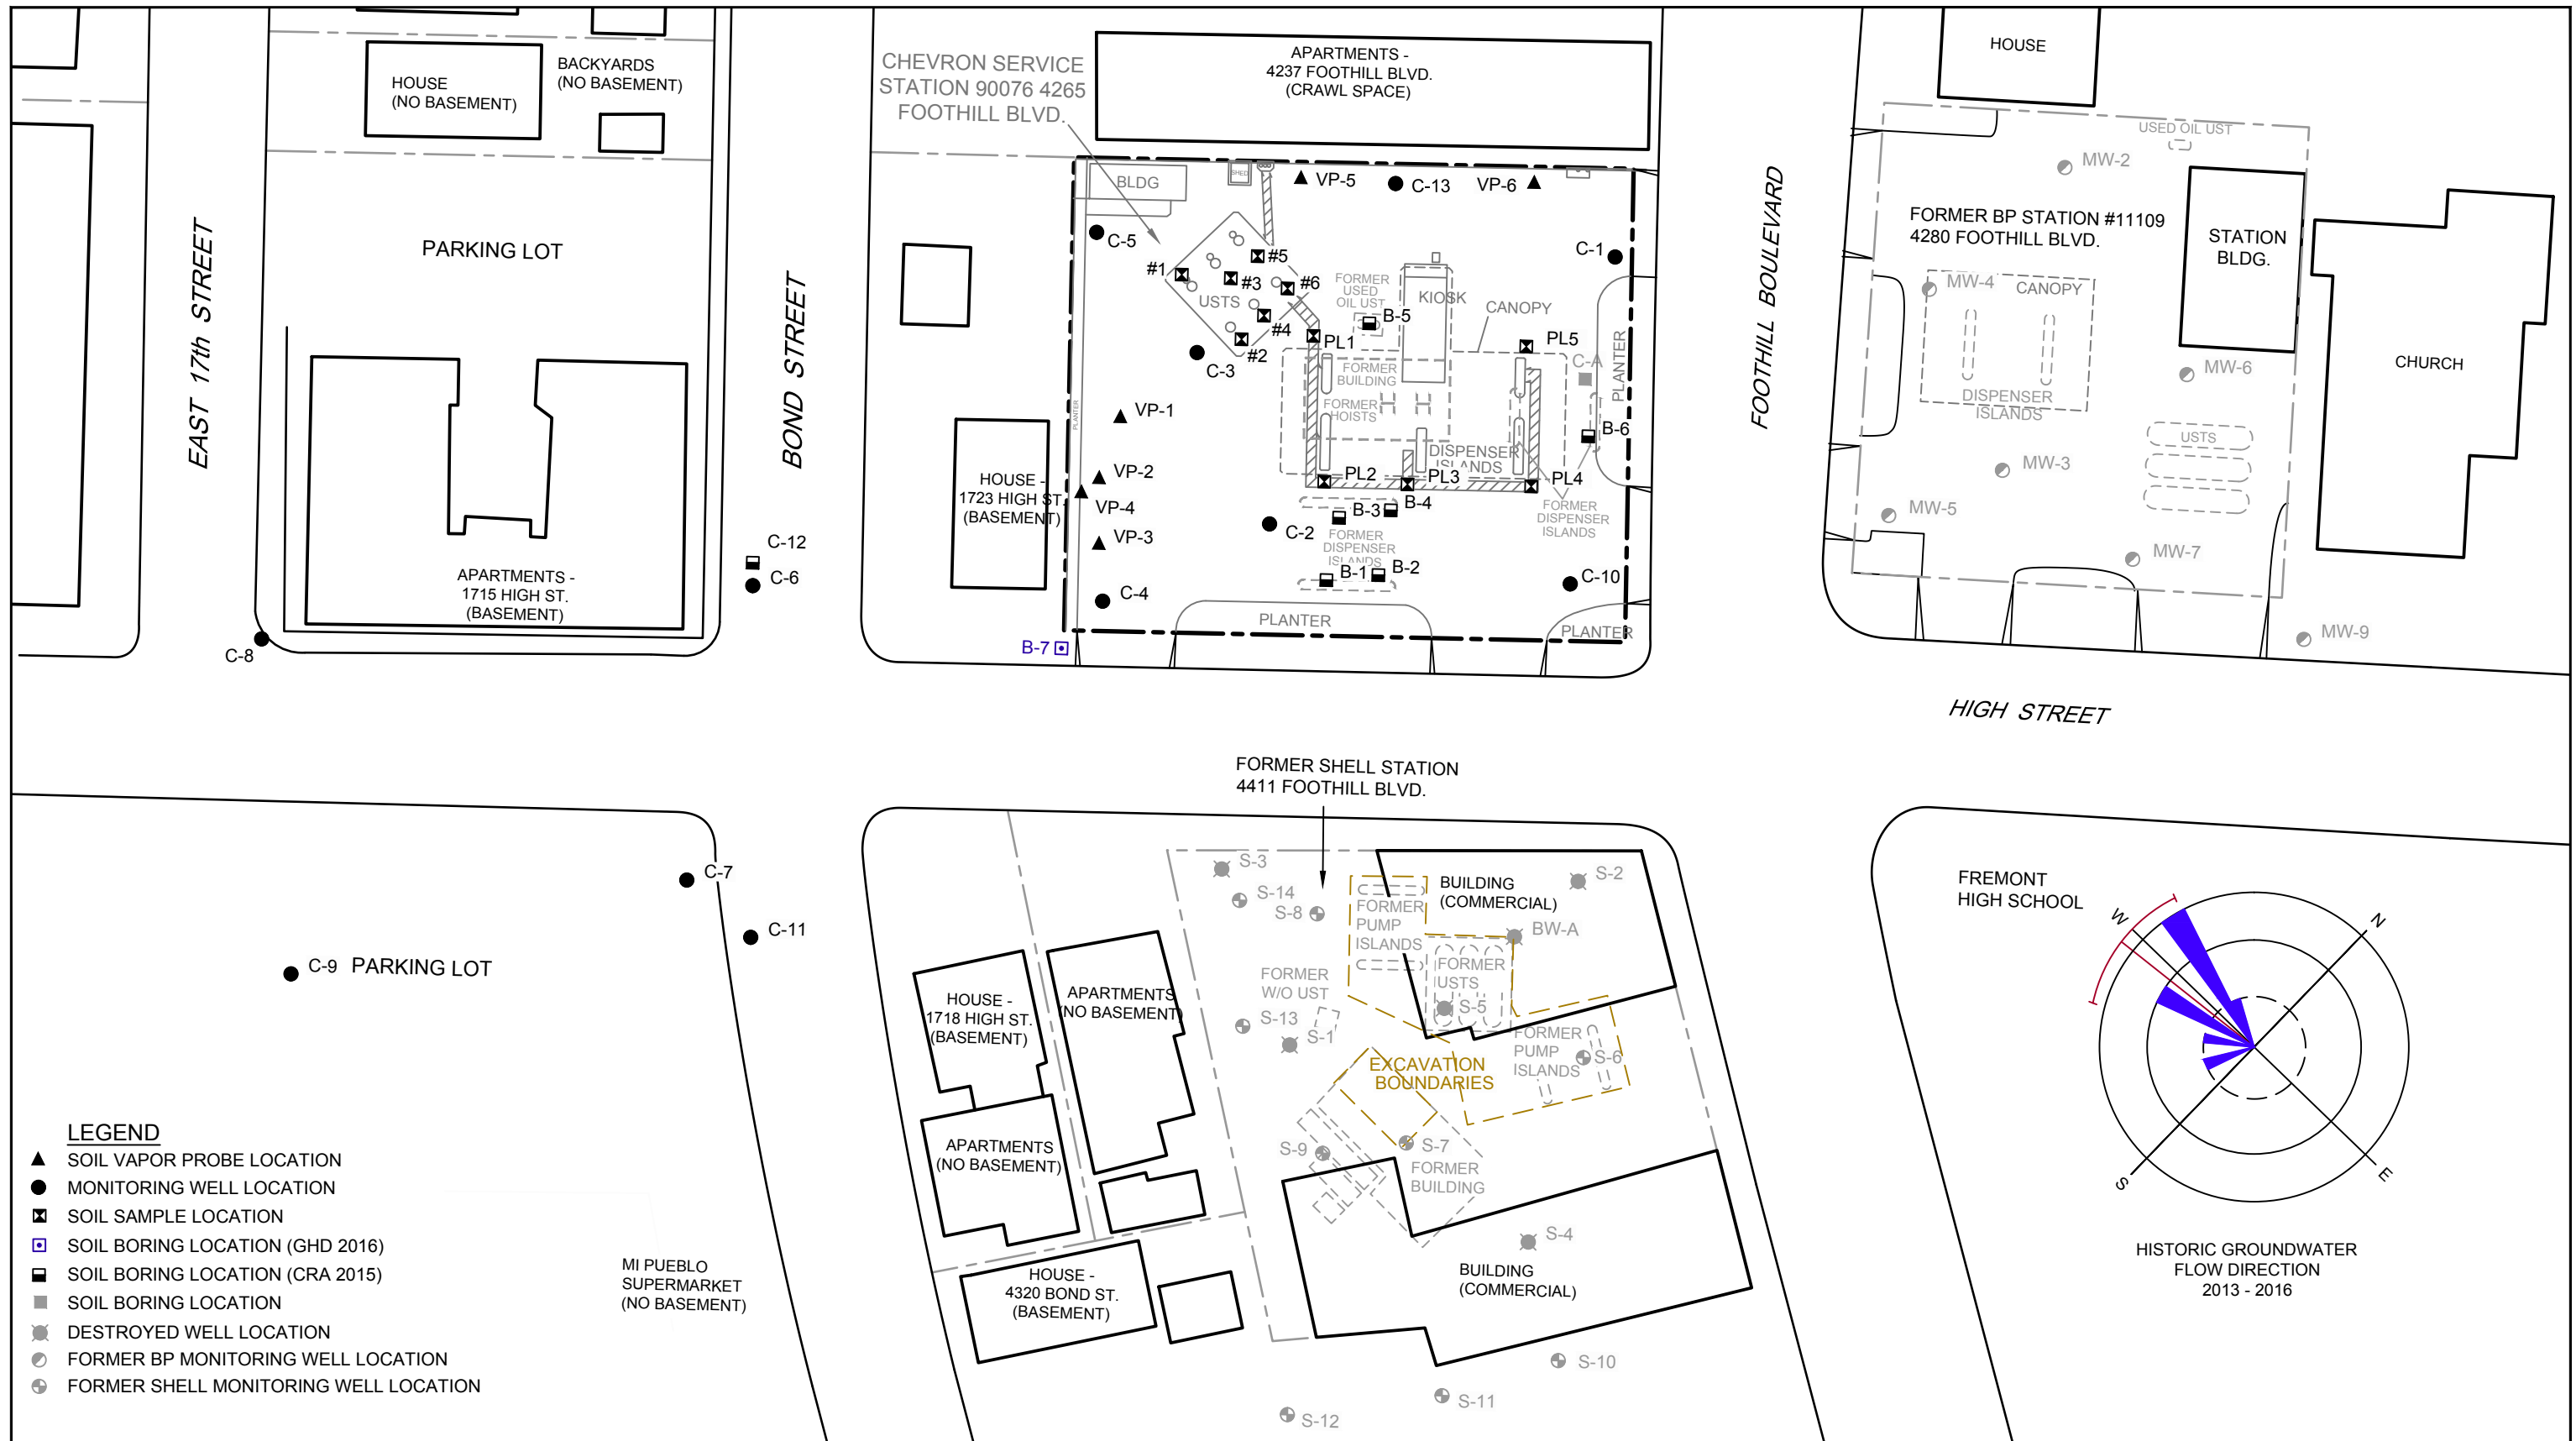 HOUSE
(NO BASEMENT)
BACKYARDS
(NO BASEMENT)
CHEVRON SERVICE
STATION 90076 4265
FOOTHILL BLVD.
APARTMENTS -
4237 FOOTHILL BLVD.
(CRAWL SPACE)
HOUSE
USED OIL UST
MW-2
FORMER BP STATION #11109
4280 FOOTHILL BLVD.
STATION
BLDG.
MW-4
CANOPY
DISPENSER
ISLANDS
MW-6
CHURCH
USTS
MW-3
MW-5
MW-7
MW-9
EAST 17th STREET
PARKING LOT
BOND STREET
FOOTHILL BOULEVARD
BLDG
SHED
VP-5
C-13
VP-6
C-5
C-1
#1
#5
#3
#6
USTS
#4
#2
FORMER
USED
OIL UST
KIOSK
CANOPY
B-5
PL1
PL5
C-A
PLANTER
C-3
FORMER
BUILDING
FORMER
HOISTS
VP-1
PLANTER
B-6
DISPENSER
ISLANDS
HOUSE -
1723 HIGH ST.
(BASEMENT)
VP-2
VP-4
VP-3
PL2
PL3
PL4
B-3
B-4
FORMER
DISPENSER
ISLANDS
C-2
FORMER
DISPENSER
ISLANDS
B-1
B-2
C-10
C-4
PLANTER
PLANTER
B-7
C-12
C-6
APARTMENTS -
1715 HIGH ST.
(BASEMENT)
C-8
HIGH STREET
FORMER SHELL STATION
4411 FOOTHILL BLVD.
C-7
C-11
C-9
PARKING LOT
S-3
S-14
S-8
FORMER
PUMP
ISLANDS
BUILDING
(COMMERCIAL)
S-2
BW-A
FORMER
USTS
S-5
FORMER
W/O UST
S-13
S-1
FORMER
PUMP
ISLANDS
S-6
EXCAVATION
BOUNDARIES
HOUSE -
1718 HIGH ST.
(BASEMENT)
APARTMENTS
(NO BASEMENT)
APARTMENTS
(NO BASEMENT)
S-9
S-7
FORMER
BUILDING
S-4
BUILDING
(COMMERCIAL)
HOUSE -
4320 BOND ST.
(BASEMENT)
MI PUEBLO
SUPERMARKET
(NO BASEMENT)
S-10
S-11
S-12
FREMONT
HIGH SCHOOL
W
N
S
E
HISTORIC GROUNDWATER
FLOW DIRECTION
2013 - 2016
LEGEND
SOIL VAPOR PROBE LOCATION
MONITORING WELL LOCATION
SOIL SAMPLE LOCATION
SOIL BORING LOCATION (GHD 2016)
SOIL BORING LOCATION (CRA 2015)
SOIL BORING LOCATION
DESTROYED WELL LOCATION
FORMER BP MONITORING WELL LOCATION
FORMER SHELL MONITORING WELL LOCATION